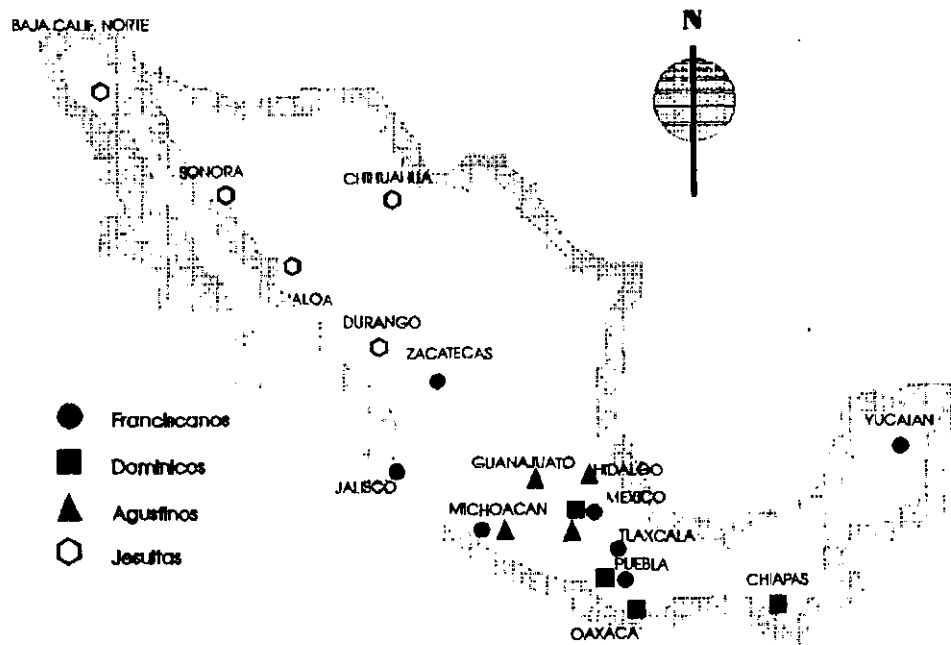 N
BAJA CALIF. NORTE
SONORA
CHIHUAHUA
ALOA
DURANGO
ZACATECAS
Franciscanos
Dominicos
Agustinos
Jesuitas
YUCATAN
JALISCO
GUANAJUATO
HIDALGO
MEXICO
MICHOACAN
TLAXCALA
PUEBLA
CHIAPAS
OAXACA